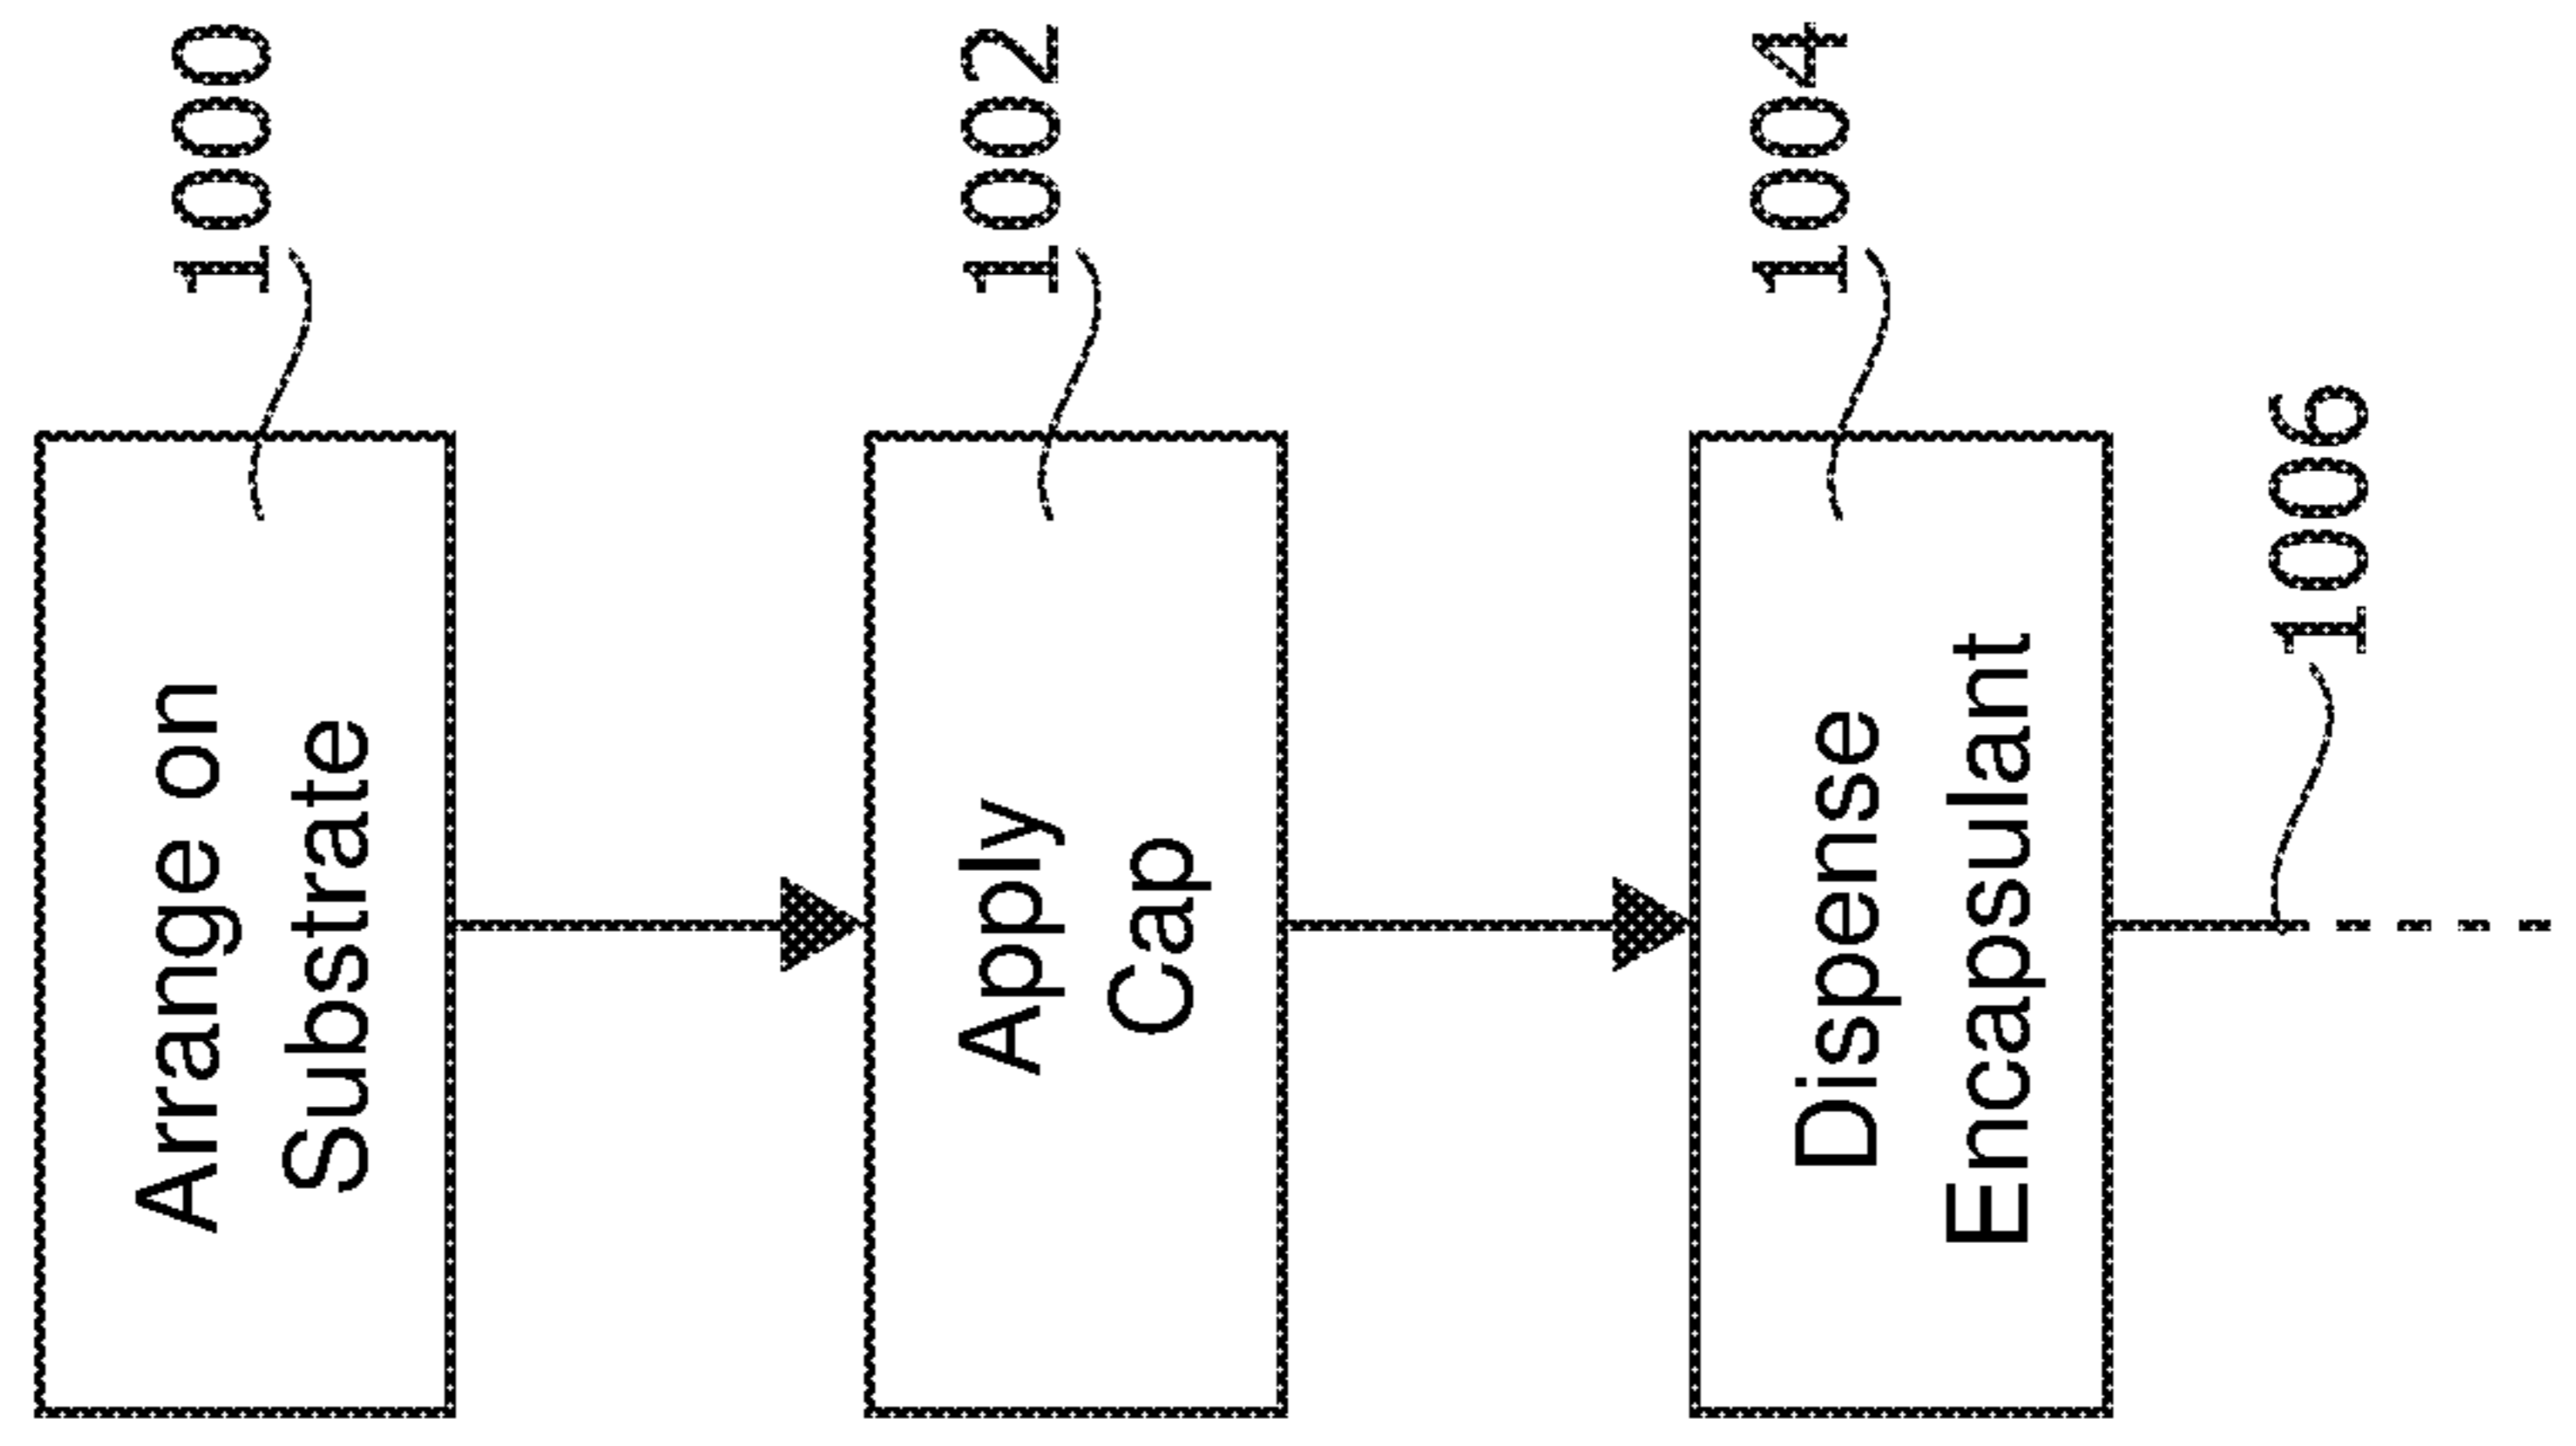 Arrange on
Substrate
1000
Apply
Cap
1002
Dispense
Encapsulant
1004
1006